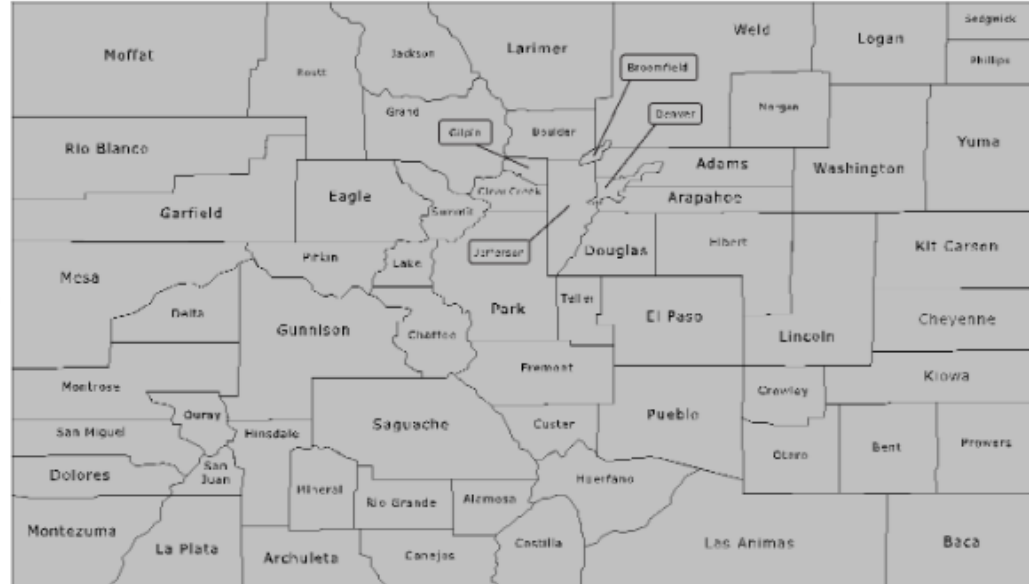 Sedgwick
Weld
Logan
Larimer
Moffat
Jackson
Phillips
Routt
Broomfield
Grand
Morgan
Denver
Gilpin
Boulder
Yuma
Rio Blanco
Adams
Washington
Clear Creek
Eagle
Arapahoe
Garfield
Summit
Elbert
Kit Carson
Jefferson
Douglas
Pitkin
Lake
Mesa
Teller
Park
Delta
El Paso
Cheyenne
Gunnison
Chaffee
Lincoln
Fremont
Kiowa
Montrose
Crowley
Ouray
Pueblo
Saguache
Custer
San Miguel
Hinsdale
Prowers
Bent
Otero
San
Juan
Dolores
Huerfano
Mineral
Rio Grande
Alamosa
Montezuma
La Plata
Costilla
Las Animas
Baca
Archuleta
Conejos